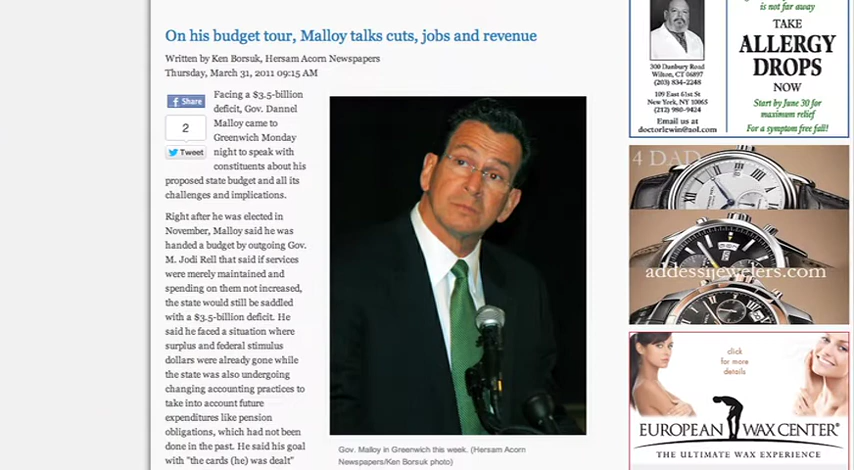 On his budget tour, Malloy talks cuts, jobs and revenue
Written by Ken Borsuk, Hersam Acorn Newspapers
Thursday, March 31, 2011 09:15 AM
Share
2
Tweet
Facing a $3.5-billion
deficit, Gov. Dannel
Malloy came to
Greenwich Monday
night to speak with
constituents about his
proposed state budget and all its
challenges and implications.
Right after he was elected in
November, Malloy said he was
handed a budget by outgoing Gov.
M. Jodi Rell that said if services
were merely maintained and
spending on them not increased,
the state would still be saddled
with a $3.5-billion deficit. He
said he faced a situation where
surplus and federal stimulus
dollars were already gone while
the state was also undergoing
changing accounting practices to
take into account future
expenditures like pension
obligations, which had not been
done in the past. He said his goal
with "the cards (he) was dealt"
Gov. Malloy in Greenwich this week. (Hersam Acorn
Newspapers/Ken Borsuk photo)
300 Danbury Road
Wilton, CT 06897
(203) 834-2248
109 East 61st St
New York, NY 10065
(212) 980-9424
Email us at
doctorlewin@aol.com
is not far away
TAKE
ALLERGY
DROPS
NOW
Start by June 30 for
maximum relief
For a symptom free fall!
4 DAD
addessijewelers.com
click
for more
details
EUROPEAN WAX CENTER
THE ULTIMATE WAX EXPERIENCE